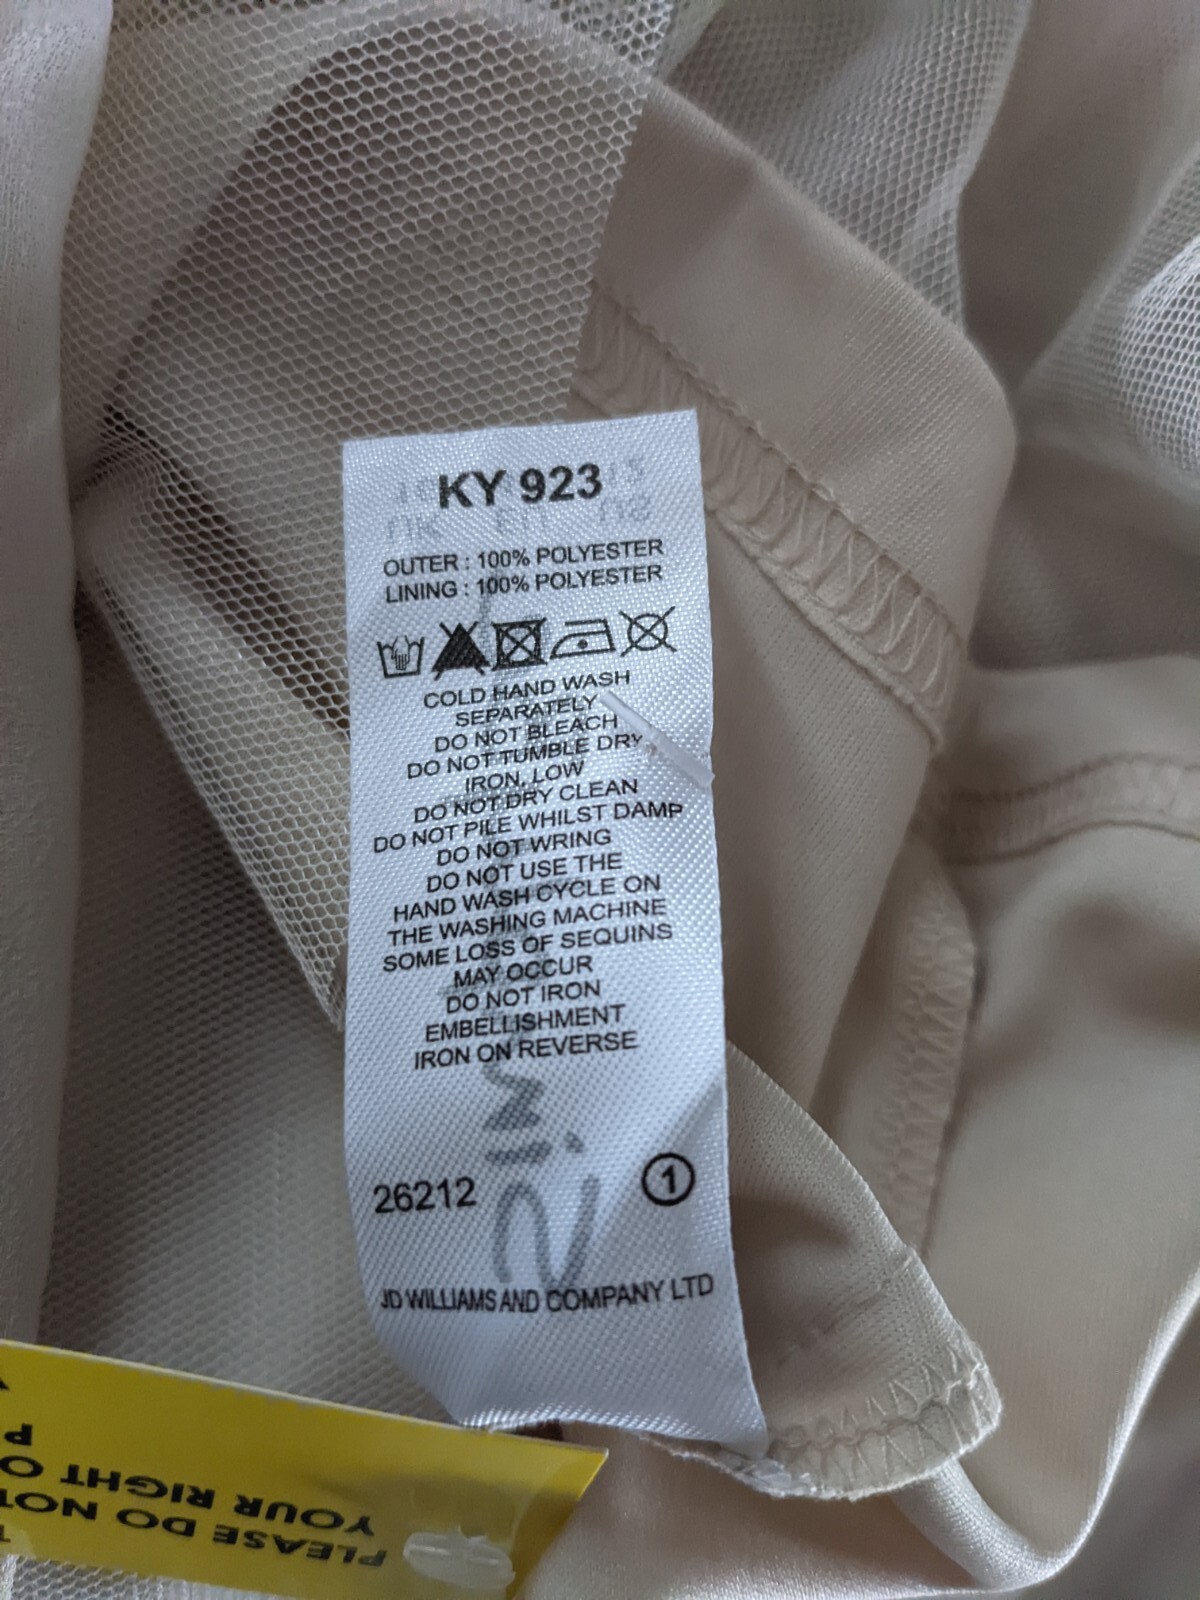 KY 923
OUTER : 100% POLYESTER
LINING : 100% POLYESTER
COLD HAND WASH
SEPARATELY
DO NOT BLEACH
DO NOT TUMBLE DRY
IRON, LOW
DO NOT DRY CLEAN
DO NOT PILE WHILST DAMP
DO NOT WRING
DO NOT USE THE
HAND WASH CYCLE ON
THE WASHING MACHINE
SOME LOSS OF SEQUINS
MAY OCCUR
DO NOT IRON
EMBELLISHMENT
IRON ON REVERSE
26212 1
JD WILLIAMS AND COMPANY LTD
PLEASE DO NOT
YOUR RIGHT O
P